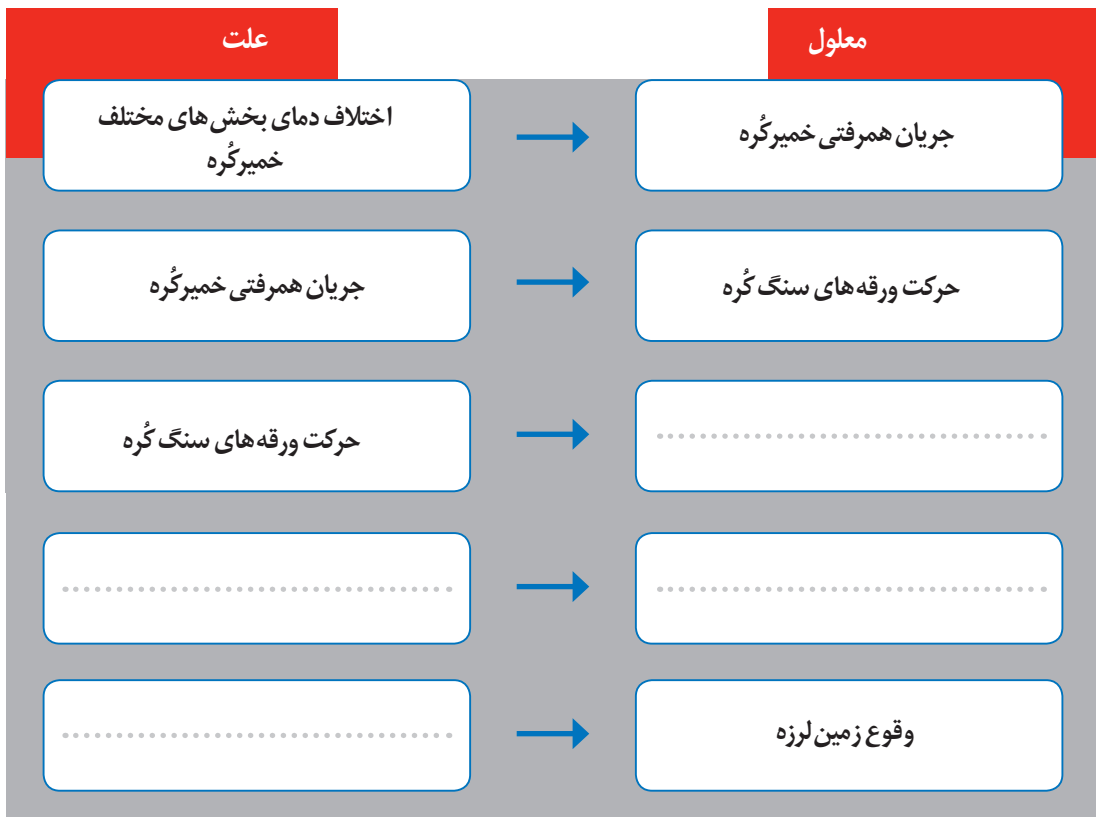 علت
معلول
اختلاف دمای بخش‌های مختلف
خمیرکُره
جریان همرفتی خمیرکُره
جریان همرفتی خمیرکُره
حرکت ورقه‌های سنگ کُره
حرکت ورقه‌های سنگ کُره
وقوع زمین‌لرزه